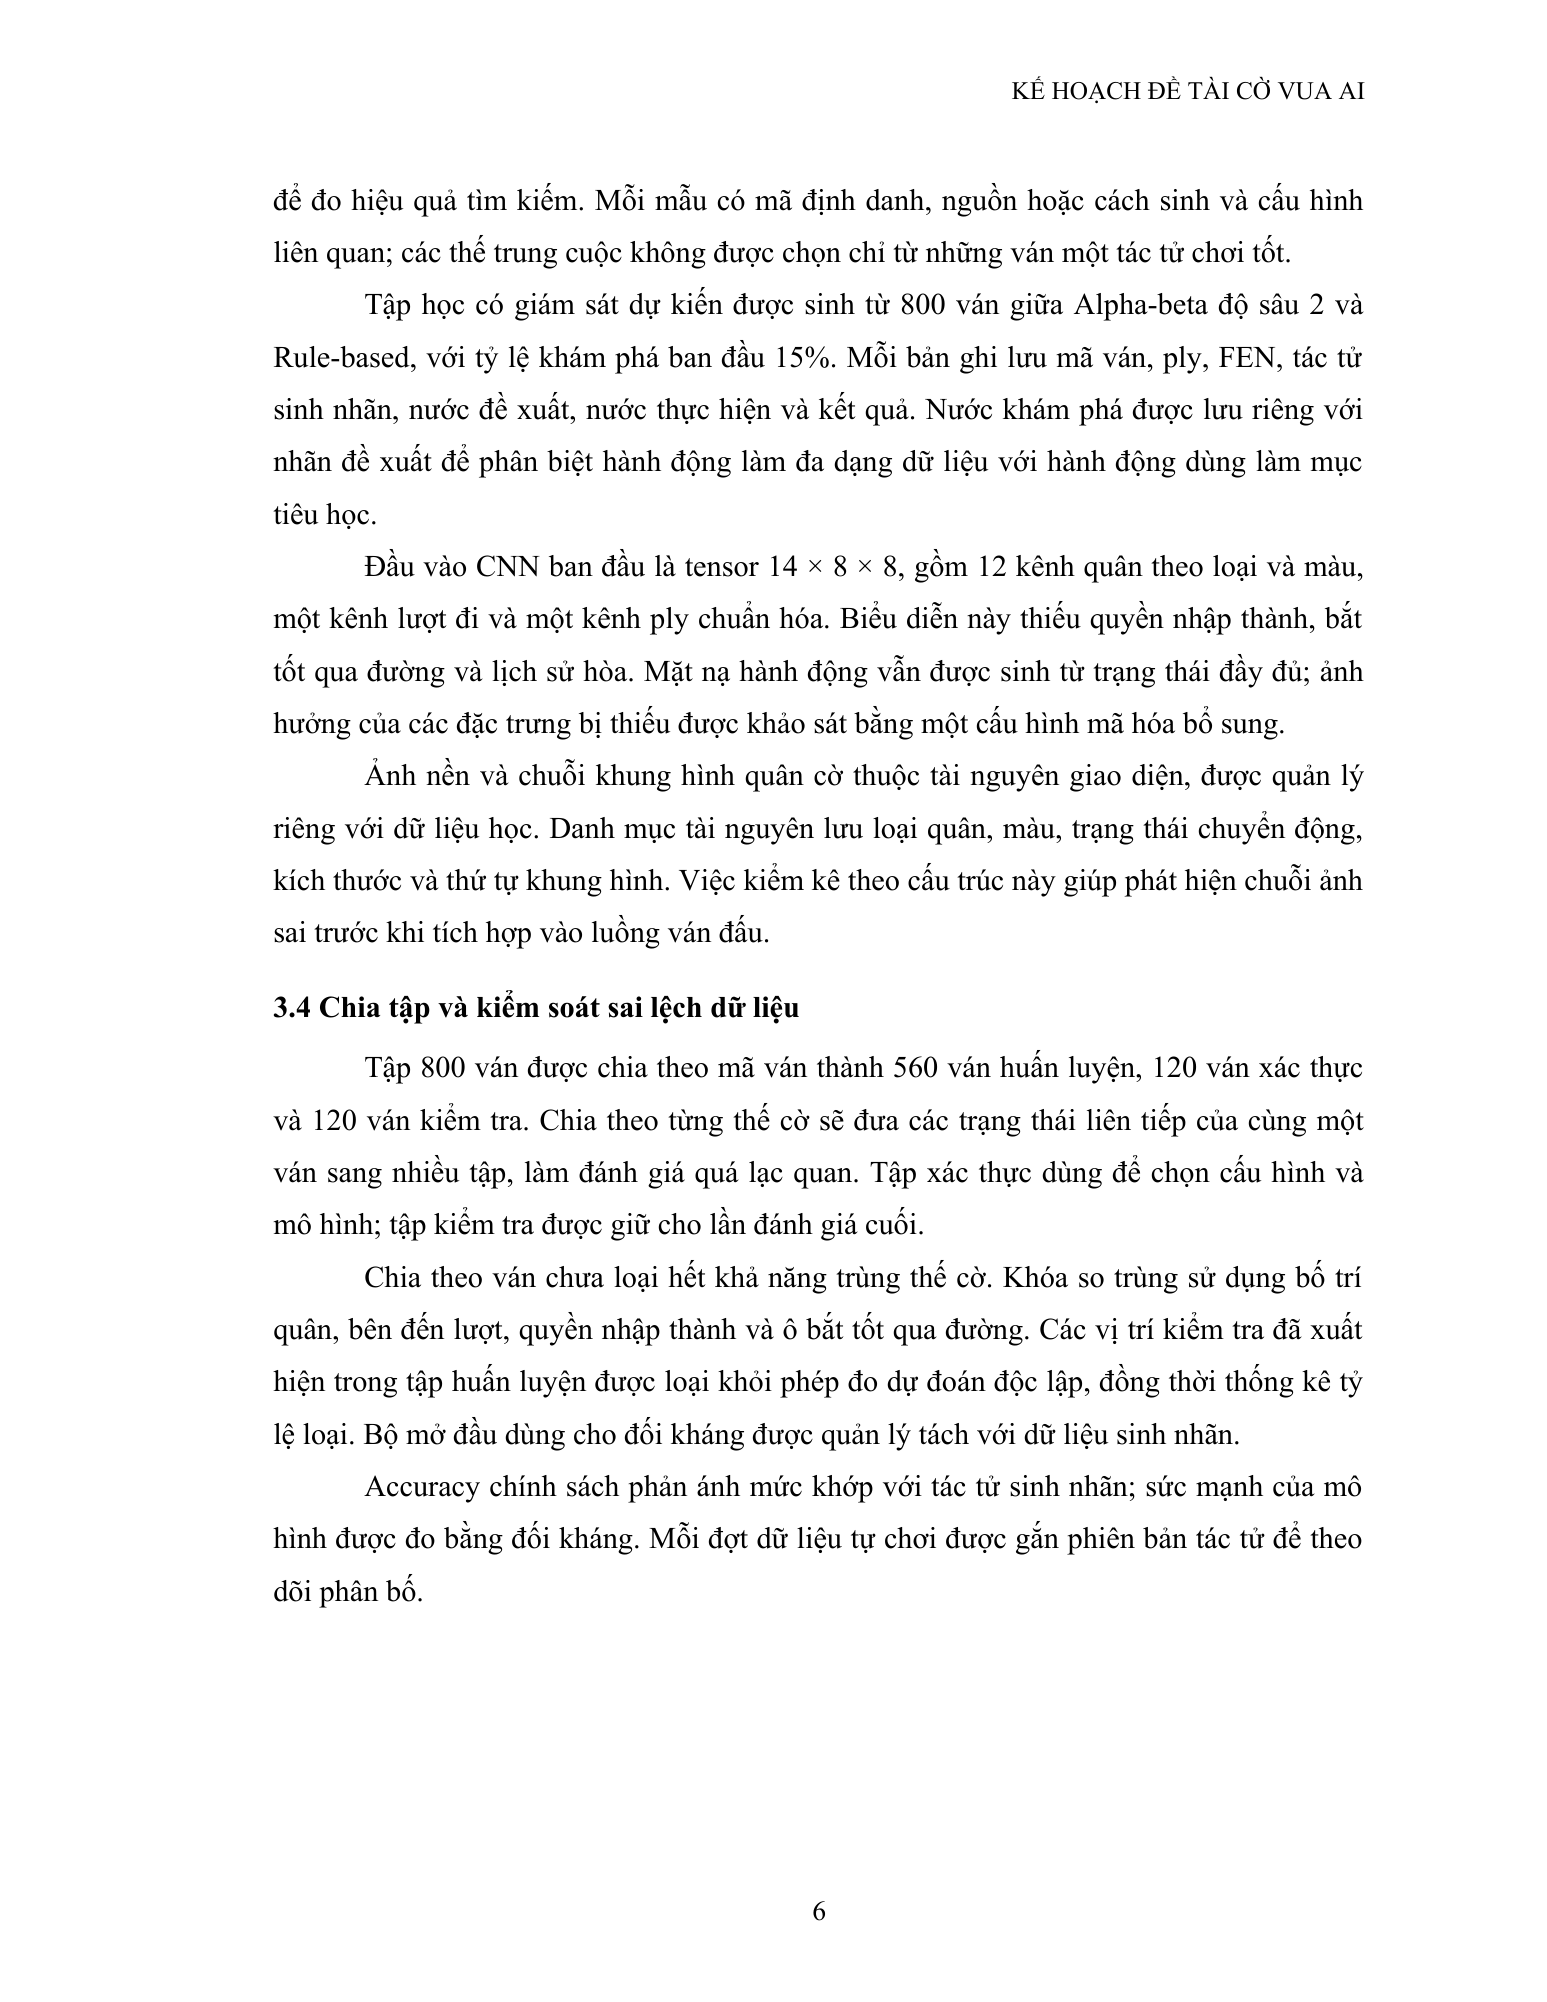 KẾ HOẠCH ĐỀ TÀI CỜ VUA AI
để đo hiệu quả tìm kiếm. Mỗi mẫu có mã định danh, nguồn hoặc cách sinh và cấu hình
liên quan; các thế trung cuộc không được chọn chỉ từ những ván một tác tử chơi tốt.
Tập học có giám sát dự kiến được sinh từ 800 ván giữa Alpha-beta độ sâu 2 và
Rule-based, với tỷ lệ khám phá ban đầu 15%. Mỗi bản ghi lưu mã ván, ply, FEN, tác tử
sinh nhãn, nước đề xuất, nước thực hiện và kết quả. Nước khám phá được lưu riêng với
nhãn đề xuất để phân biệt hành động làm đa dạng dữ liệu với hành động dùng làm mục
tiêu học.
Đầu vào CNN ban đầu là tensor 14 × 8 × 8, gồm 12 kênh quân theo loại và màu,
một kênh lượt đi và một kênh ply chuẩn hóa. Biểu diễn này thiếu quyền nhập thành, bắt
tốt qua đường và lịch sử hòa. Mặt nạ hành động vẫn được sinh từ trạng thái đầy đủ; ảnh
hưởng của các đặc trưng bị thiếu được khảo sát bằng một cấu hình mã hóa bổ sung.
Ảnh nền và chuỗi khung hình quân cờ thuộc tài nguyên giao diện, được quản lý
riêng với dữ liệu học. Danh mục tài nguyên lưu loại quân, màu, trạng thái chuyển động,
kích thước và thứ tự khung hình. Việc kiểm kê theo cấu trúc này giúp phát hiện chuỗi ảnh
sai trước khi tích hợp vào luồng ván đấu.
3.4 Chia tập và kiểm soát sai lệch dữ liệu
Tập 800 ván được chia theo mã ván thành 560 ván huấn luyện, 120 ván xác thực
và 120 ván kiểm tra. Chia theo từng thế cờ sẽ đưa các trạng thái liên tiếp của cùng một
ván sang nhiều tập, làm đánh giá quá lạc quan. Tập xác thực dùng để chọn cấu hình và
mô hình; tập kiểm tra được giữ cho lần đánh giá cuối.
Chia theo ván chưa loại hết khả năng trùng thế cờ. Khóa so trùng sử dụng bố trí
quân, bên đến lượt, quyền nhập thành và ô bắt tốt qua đường. Các vị trí kiểm tra đã xuất
hiện trong tập huấn luyện được loại khỏi phép đo dự đoán độc lập, đồng thời thống kê tỷ
lệ loại. Bộ mở đầu dùng cho đối kháng được quản lý tách với dữ liệu sinh nhãn.
Accuracy chính sách phản ánh mức khớp với tác tử sinh nhãn; sức mạnh của mô
hình được đo bằng đối kháng. Mỗi đợt dữ liệu tự chơi được gắn phiên bản tác tử để theo
dõi phân bố.
6